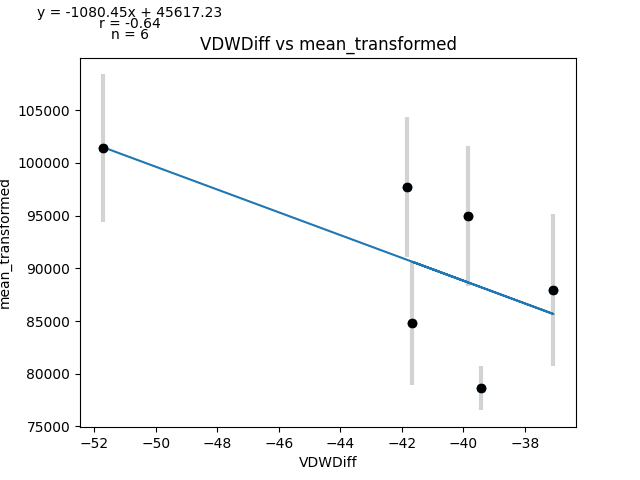 y = -1080.45x + 45617.23
r = -0.64
n = 6
VDWDiff vs mean_transformed
105000
100000
95000
90000
85000
80000
75000
mean_transformed
−52
−50
−48
−46
−44
−42
−40
−38
VDWDiff